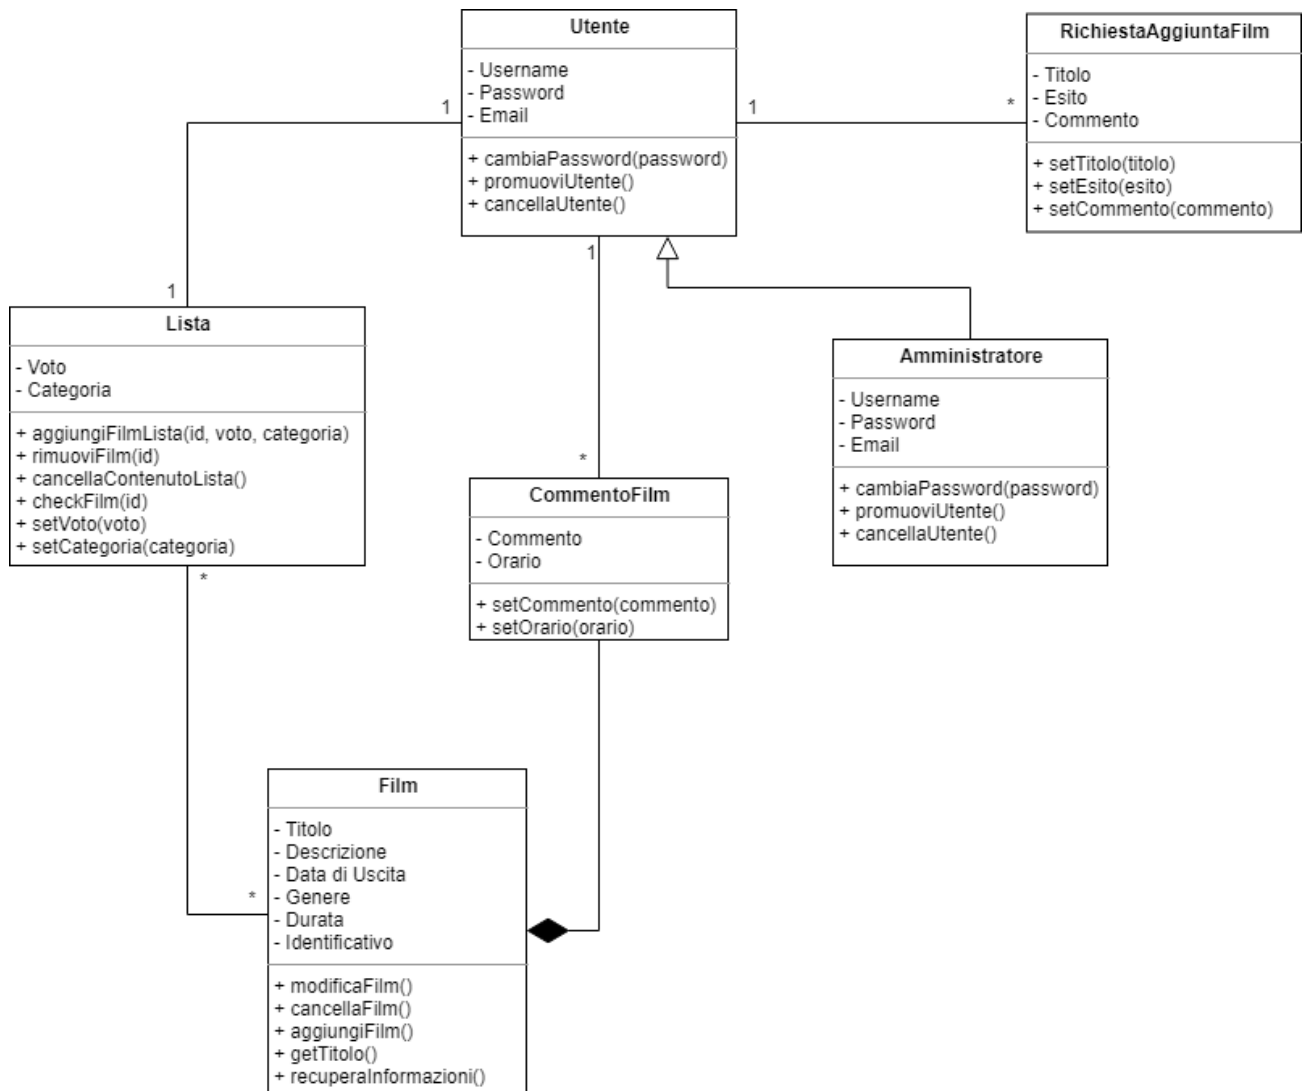 Utente
- Username
- Password
- Email
+ cambiaPassword(password)
+ promuoviUtente()
+ cancellaUtente()
RichiestaAggiuntaFilm
- Titolo
- Esito
- Commento
+ setTitolo(titolo)
+ setEsito(esito)
+ setCommento(commento)
1
1
*
1
1
*
Lista
- Voto
- Categoria
+ aggiungiFilmLista(id, voto, categoria)
+ rimuoviFilm(id)
+ cancellaContenutoLista()
+ checkFilm(id)
+ setVoto(voto)
+ setCategoria(categoria)
*
*
CommentoFilm
- Commento
- Orario
+ setCommento(commento)
+ setOrario(orario)
Amministratore
- Username
- Password
- Email
+ cambiaPassword(password)
+ promuoviUtente()
+ cancellaUtente()
Film
- Titolo
- Descrizione
- Data di Uscita
- Genere
- Durata
- Identificativo
+ modificaFilm()
+ cancellaFilm()
+ aggiungiFilm()
+ getTitolo()
+ recuperaInformazioni()